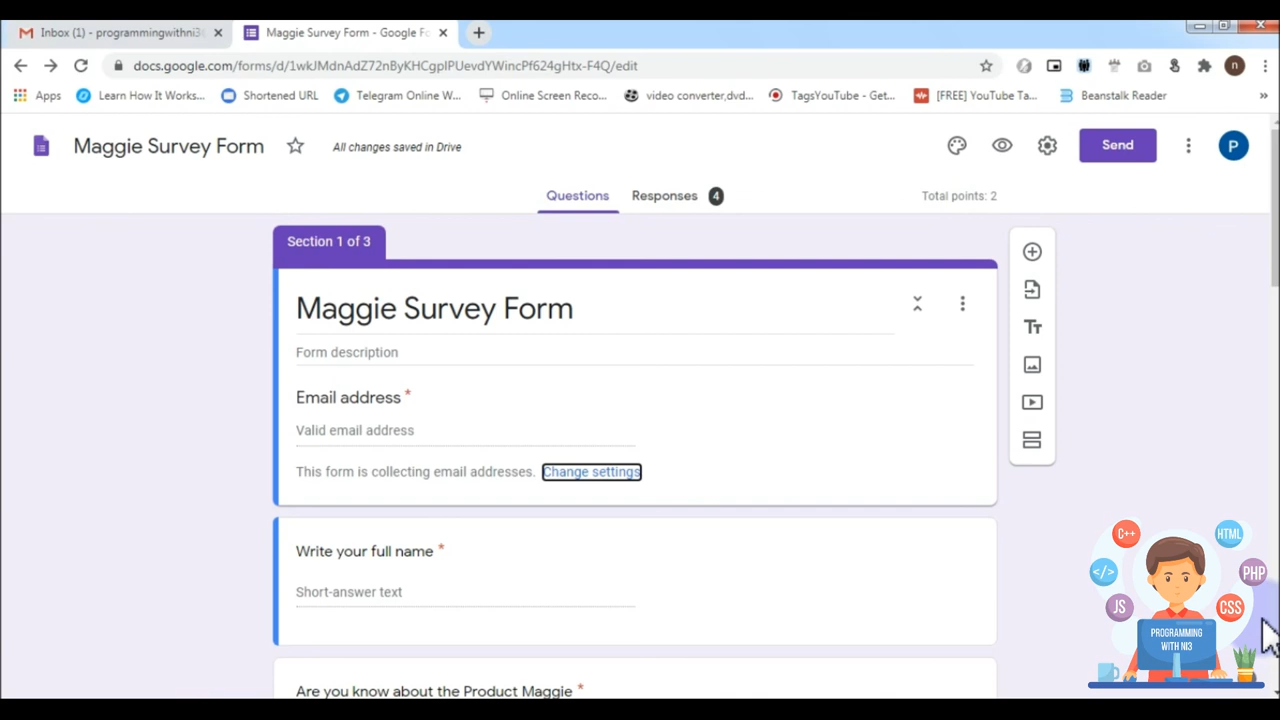 Inbox (1) - programmingwithni3
Maggie Survey Form - Google Fo
docs.google.com/forms/d/1wkJMdnAdZ72nByKHCgpIPUevdYWincPf624gHtx-F4Q/edit
n
Apps
Learn How It Works...
Shortened URL
Telegram Online W...
Online Screen Reco...
video converter,dvd...
TagsYouTube - Get...
[FREE] YouTube Ta...
Beanstalk Reader
»
Maggie Survey Form
All changes saved in Drive
Send
P
Questions
Responses 4
Total points: 2
Section 1 of 3
Maggie Survey Form
Form description
Email address *
Valid email address
This form is collecting email addresses. Change settings
Write your full name *
Short-answer text
Are you know about the Product Maggie *
Tт
C++
HTML
</>
PHP
JS
CSS
PROGRAMMING
WITH NI3